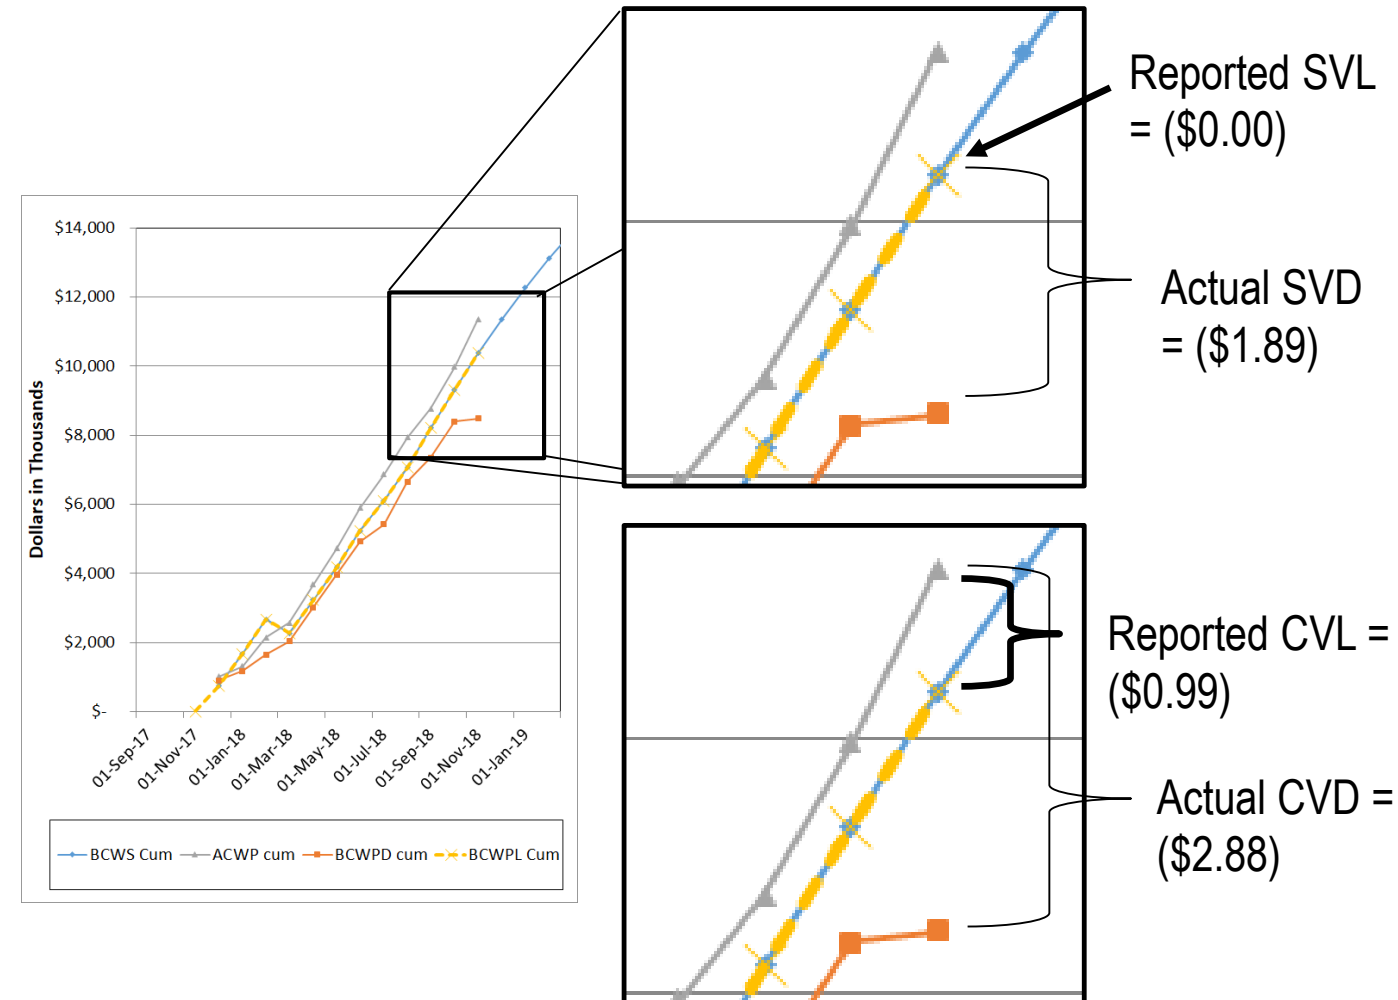 Reported SVL
= ($0.00)
Actual SVD
= ($1.89)
Dollars in Thousands
$14,000
$12,000
$10,000
$8,000
$6,000
$4,000
$2,000
$-
01-Sep-17
01-Nov-17
01-Jan-18
01-Mar-18
01-May-18
01-Jul-18
01-Sep-18
01-Nov-18
01-Jan-19
BCWS Cum
ACWP cum
BCWPD cum
BCWPL Cum
Reported CVL =
($0.99)
Actual CVD =
($2.88)